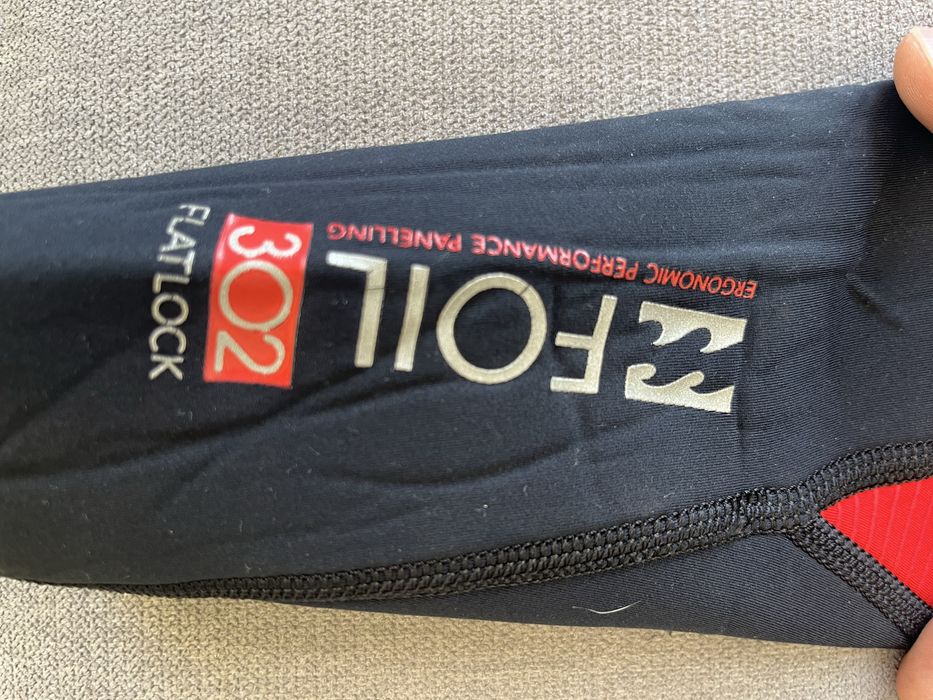 FOIL
ERGONOMIC PERFORMANCE PANELLING
302
FLATLOCK